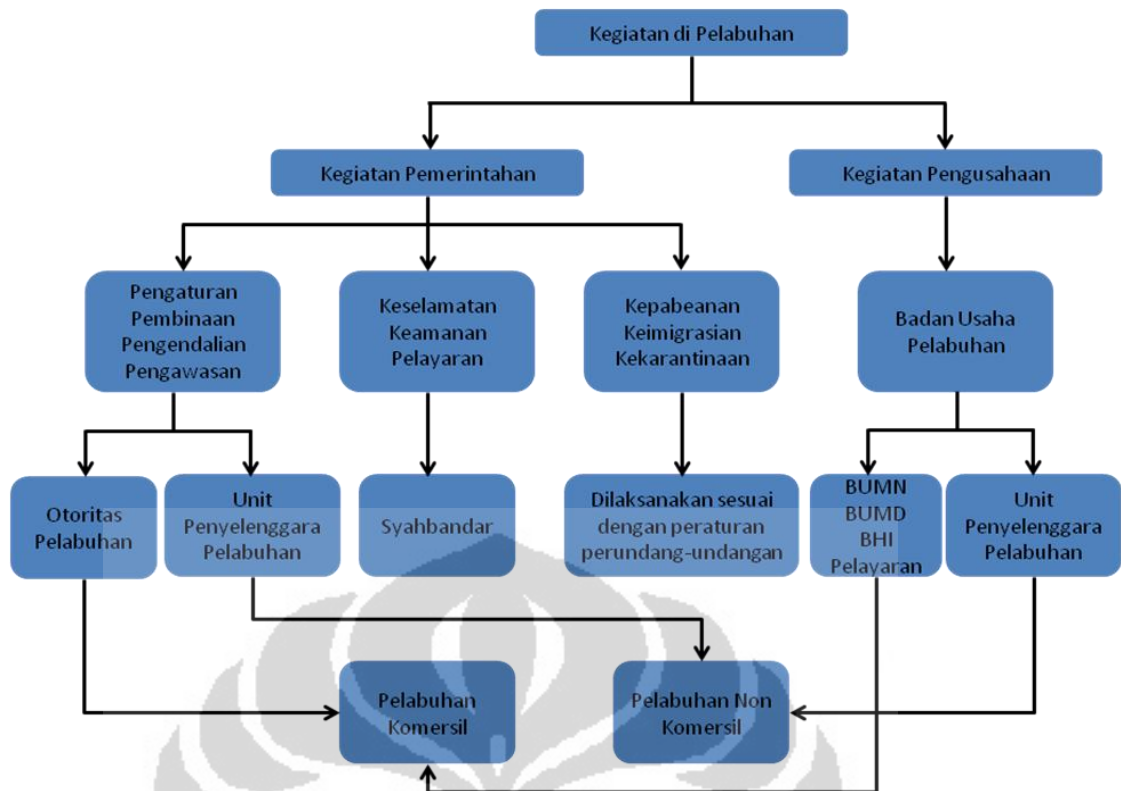 Kegiatan di Pelabuhan
Kegiatan Pemerintahan
Kegiatan Pengusahaan
Pengaturan
Pembinaan
Pengendalian
Pengawasan
Keselamatan
Keamanan
Pelayaran
Kepabeanan
Keimigrasian
Kekarantinaan
Badan Usaha
Pelabuhan
Otoritas
Pelabuhan
Unit
Penyelenggara
Pelabuhan
Syahbandar
Dilaksanakan sesuai
dengan peraturan
perundang-undangan
BUMN
BUMD
BHI
Pelayaran
Unit
Penyelenggara
Pelabuhan
Pelabuhan
Komersil
Pelabuhan Non
Komersil